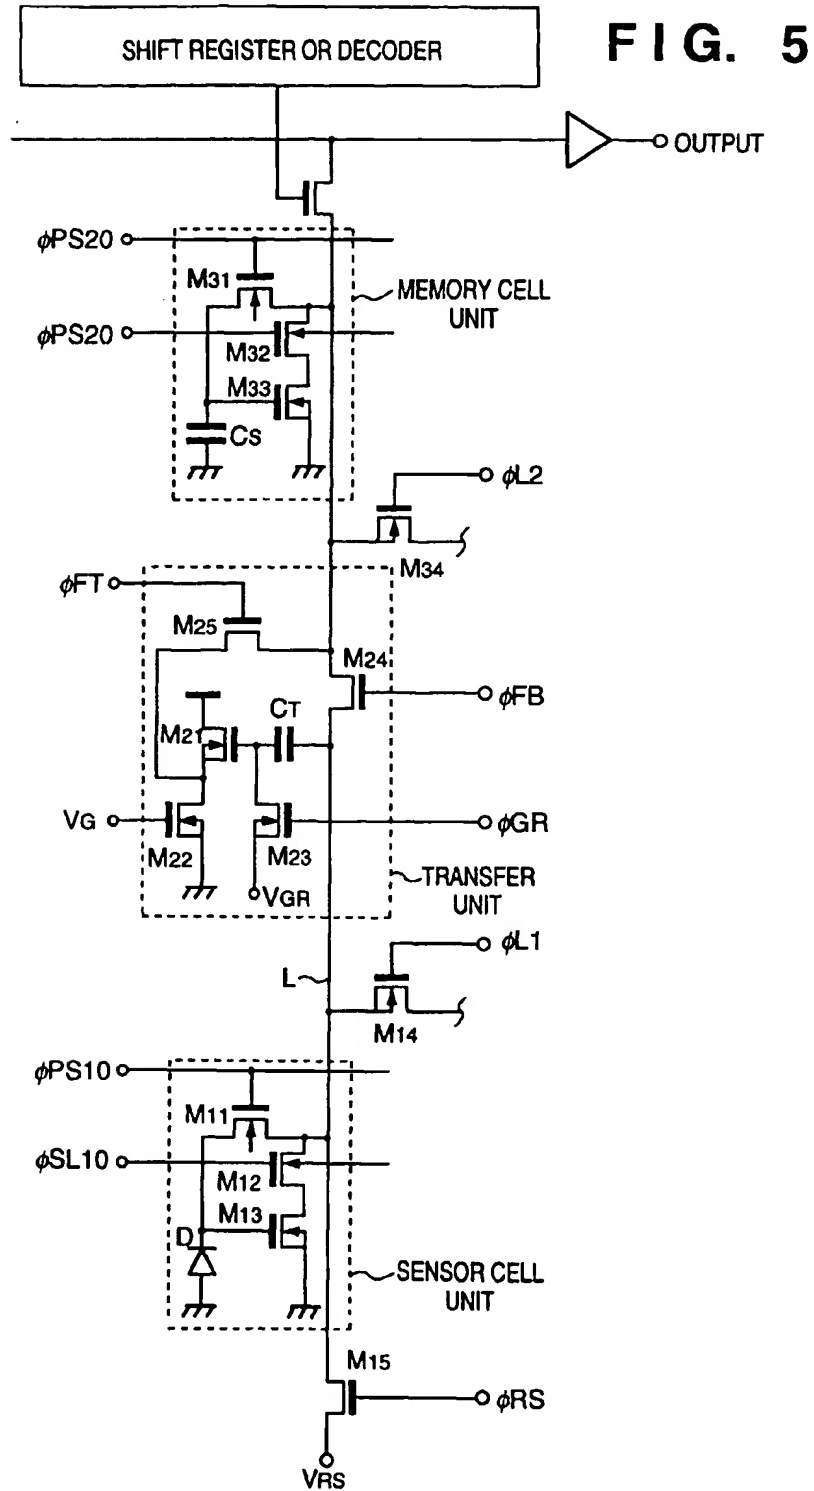 SHIFT REGISTER OR DECODER
FIG. 5
OUTPUT
ϕPS20
M31
MEMORY CELL
UNIT
ϕPS20
M32
M33
CS
ϕL2
M34
ϕFT
M25
M24
ϕFB
CT
M21
VG
ϕGR
M22
M23
VGR
TRANSFER
UNIT
ϕL1
L
M14
ϕPS10
M11
ϕSL10
M12
M13
D
SENSOR CELL
UNIT
M15
ϕRS
VRS